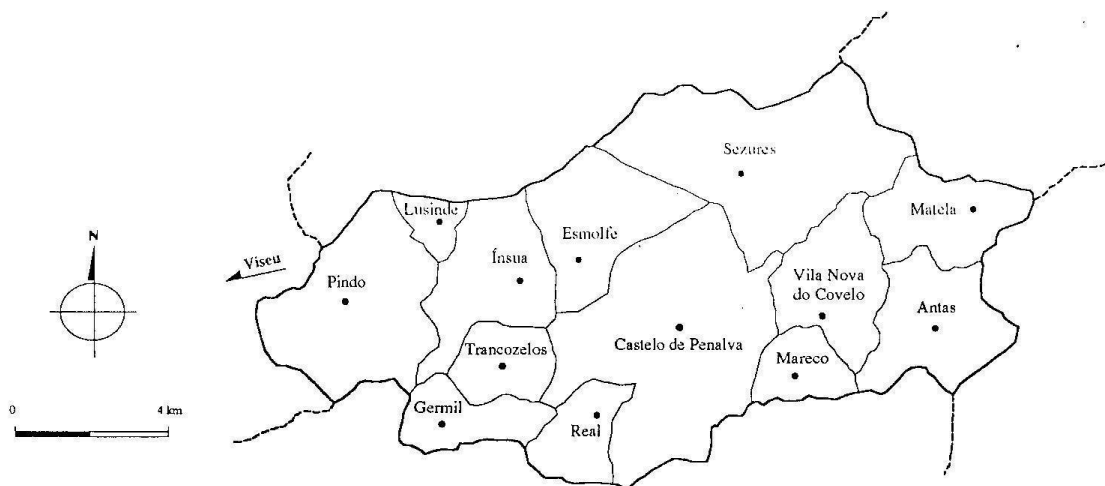 Sezures
Lusinde
Matela
Esmolfe
N
Viseu
Ínsua
Pindo
Vila Nova
do Covelo
Antas
Castelo de Penalva
Trancozelos
Mareco
0
4 km
Germil
Real